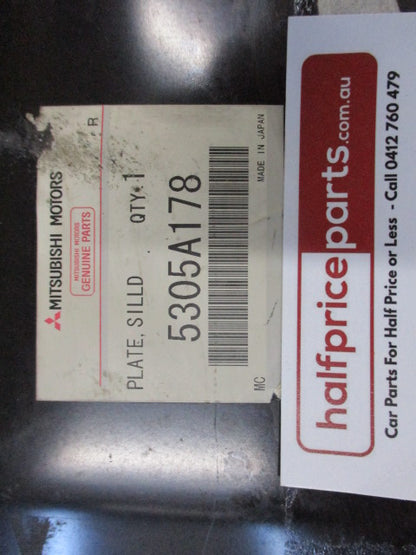 MITSUBISHI MOTORS
R
MITSUBISHI MOTORS
GENUINE PARTS
PLATE, SILLD QTY. 1
5305A178
MC MADE IN JAPAN
halfpriceparts.com.au
Car Parts For Half Price or Less - Call 0412 760 479